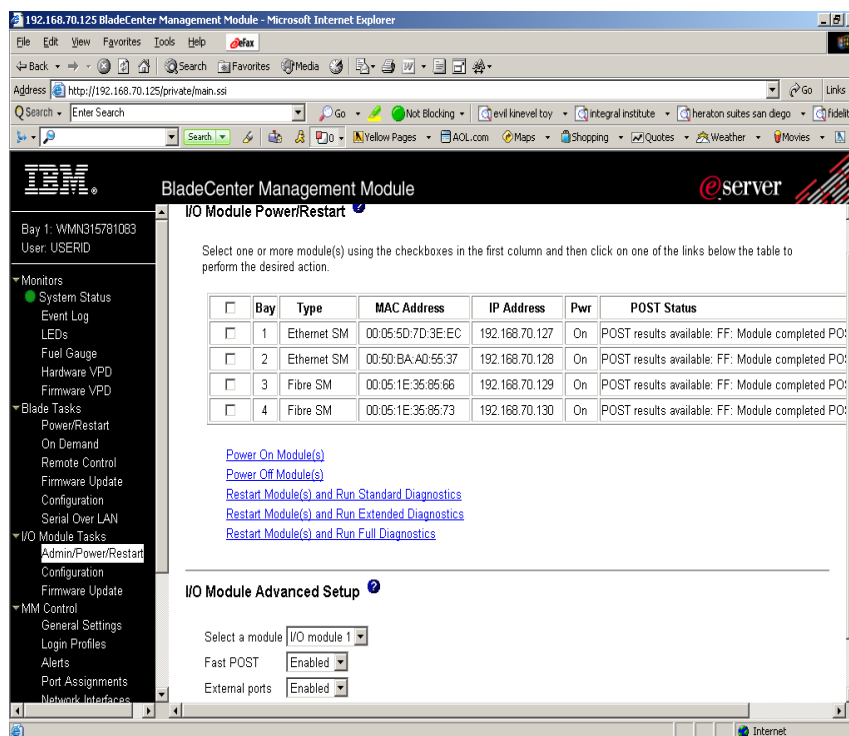 192.168.70.125 BladeCenter Management Module - Microsoft Internet Explorer
File Edit View Favorites Tools Help eFax
Back Search Favorites Media
Address http://192.168.70.125/private/main.ssi Go Links
Search Enter Search Go Not Blocking evil kinevel toy integral institute heraton suites san diego fidelit
Search 0 Yellow Pages AOL.com Maps Shopping Quotes Weather Movies
IBM. BladeCenter Management Module @server
Bay 1: WMN315781083
User: USERID
Monitors
System Status
Event Log
LEDs
Fuel Gauge
Hardware VPD
Firmware VPD
Blade Tasks
Power/Restart
On Demand
Remote Control
Firmware Update
Configuration
Serial Over LAN
I/O Module Tasks
Admin/Power/Restart
Configuration
Firmware Update
MM Control
General Settings
Login Profiles
Alerts
Port Assignments
Network Interfaces
I/O Module Power/Restart ?
Select one or more module(s) using the checkboxes in the first column and then click on one of the links below the table to
perform the desired action.
Bay Type MAC Address IP Address Pwr POST Status
1 Ethernet SM 00:05:5D:7D:3E:EC 192.168.70.127 On POST results available: FF: Module completed POS
2 Ethernet SM 00:50:BA:A0:55:37 192.168.70.128 On POST results available: FF: Module completed POS
3 Fibre SM 00:05:1E:35:85:66 192.168.70.129 On POST results available: FF: Module completed POS
4 Fibre SM 00:05:1E:35:85:73 192.168.70.130 On POST results available: FF: Module completed POS
Power On Module(s)
Power Off Module(s)
Restart Module(s) and Run Standard Diagnostics
Restart Module(s) and Run Extended Diagnostics
Restart Module(s) and Run Full Diagnostics
I/O Module Advanced Setup ?
Select a module I/O module 1
Fast POST Enabled
External ports Enabled
Internet